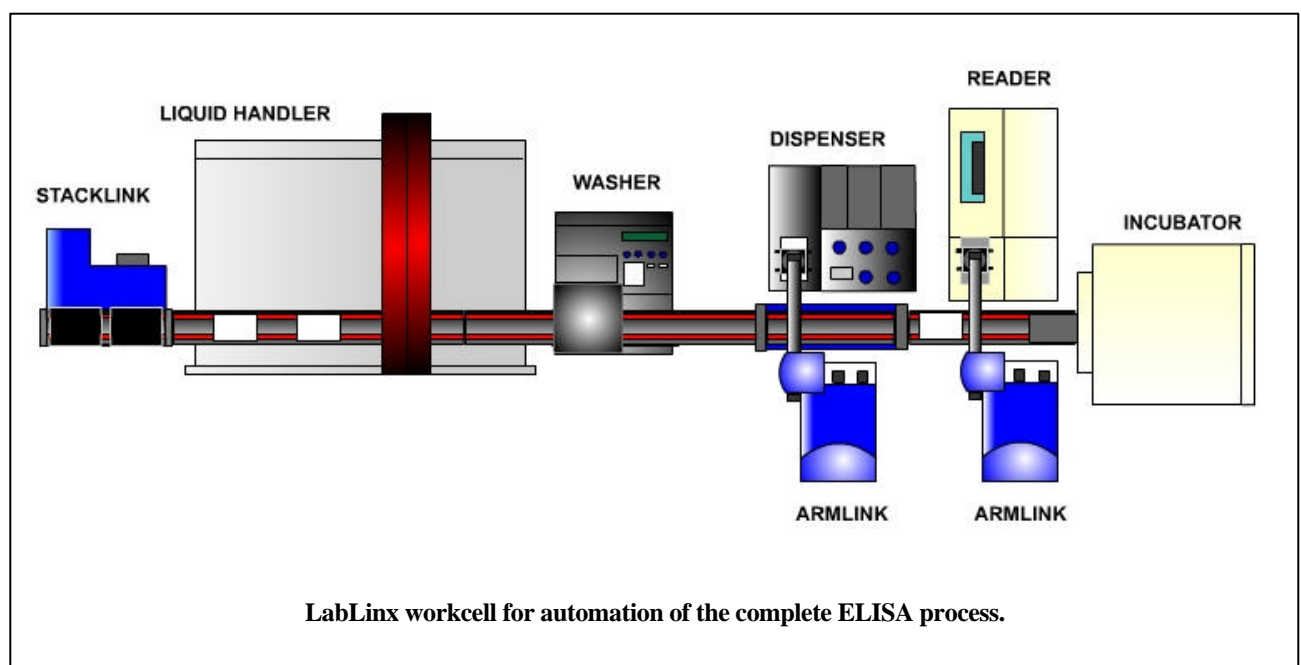 READER
LIQUID HANDLER
DISPENSER
WASHER
STACKLINK
INCUBATOR
ARMLINK
ARMLINK
LabLinx workcell for automation of the complete ELISA process.